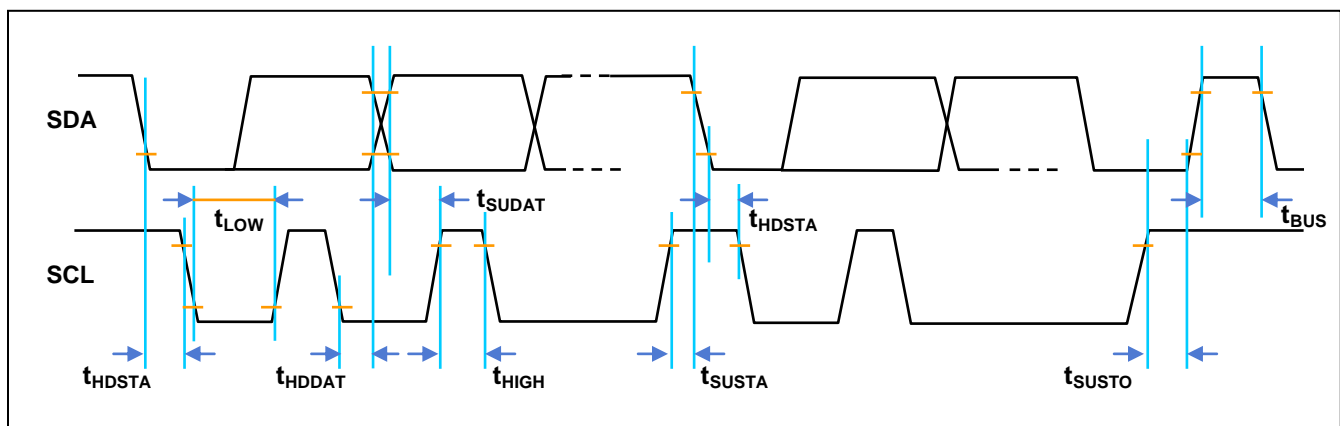 SDA
tSUDAT
tLOW
tHDSTA
tBUS
SCL
tHDSTA
tHDDAT
tHIGH
tSUSTA
tSUSTO